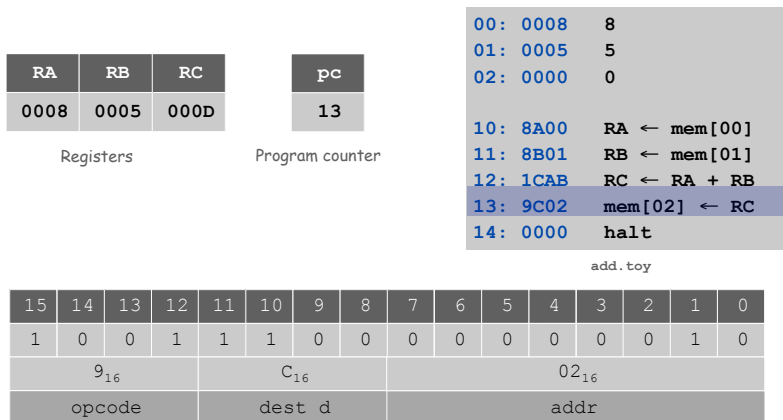 RA RB RC
0008 0005 000D
Registers
pc
13
Program counter
00: 0008 8
01: 0005 5
02: 0000 0
10: 8A00 RA ← mem[00]
11: 8B01 RB ← mem[01]
12: 1CAB RC ← RA + RB
13: 9C02 mem[02] ← RC
14: 0000 halt
add.toy
15 14 13 12 11 10 9 8 7 6 5 4 3 2 1 0
1 0 0 1 1 1 0 0 0 0 0 0 0 0 1 0
9₁₆ C₁₆ 02₁₆
opcode dest d addr